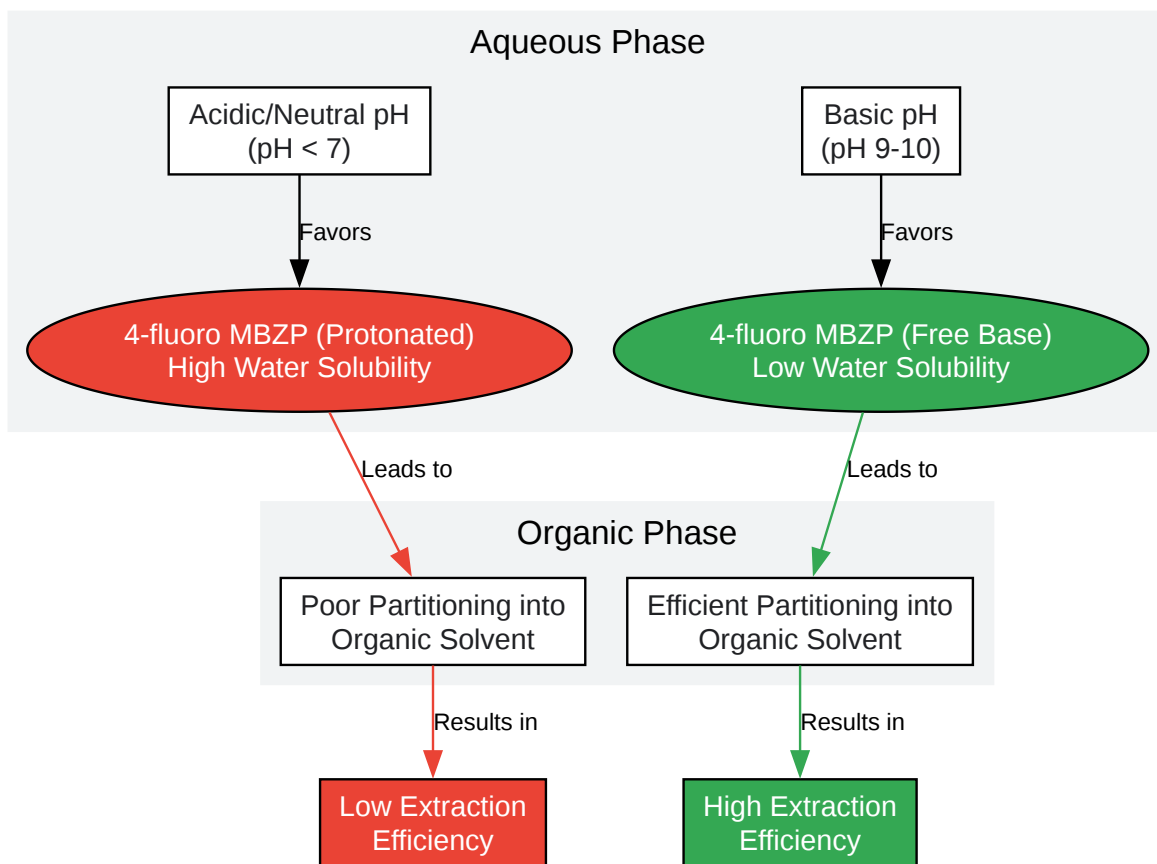 Aqueous Phase
Acidic/Neutral pH
(pH < 7)
Basic pH
(pH 9-10)
Favors
Favors
4-fluoro MBZP (Protonated)
High Water Solubility
4-fluoro MBZP (Free Base)
Low Water Solubility
Leads to
Leads to
Organic Phase
Poor Partitioning into
Organic Solvent
Efficient Partitioning into
Organic Solvent
Results in
Results in
Low Extraction
Efficiency
High Extraction
Efficiency